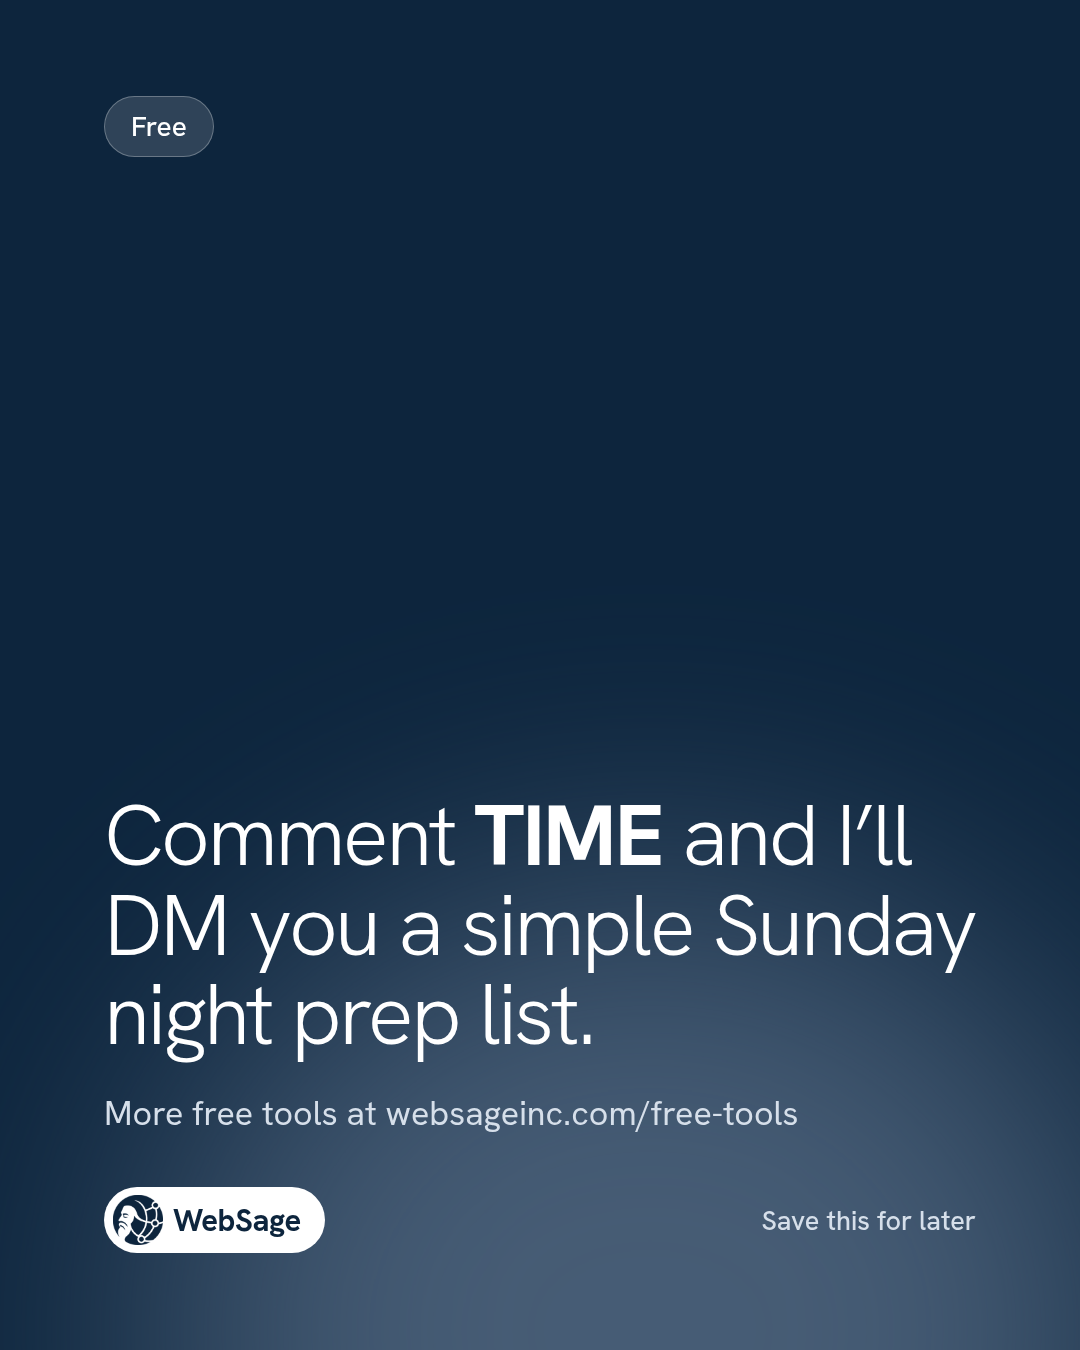 Free
Comment TIME and I’ll
DM you a simple Sunday
night prep list.
More free tools at websageinc.com/free-tools
WebSage
Save this for later